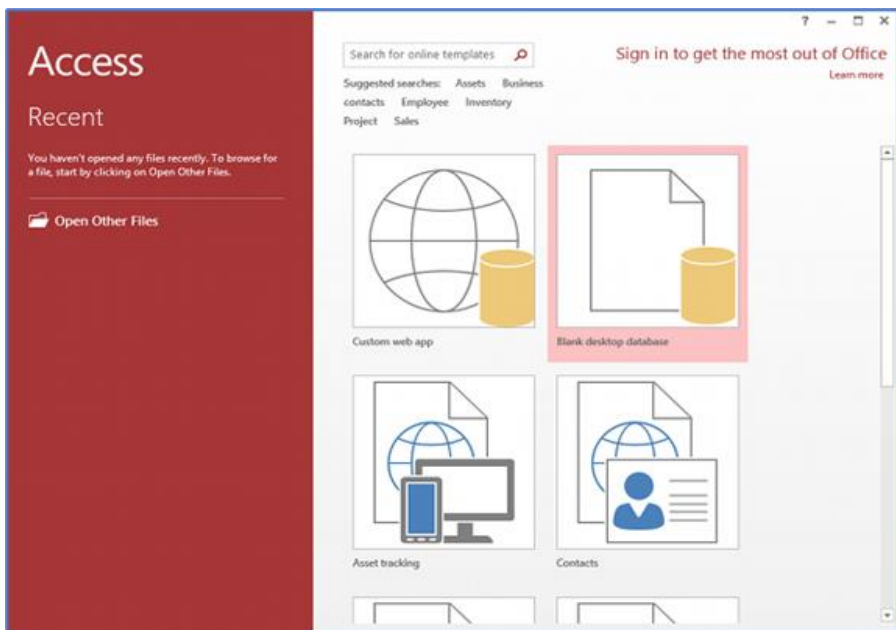 Access
Recent
You haven't opened any files recently. To browse for
a file, start by clicking on Open Other Files.
Open Other Files
?
Search for online templates
Suggested searches: Assets Business
contacts Employee Inventory
Project Sales
Sign in to get the most out of Office
Learn more
Custom web app
Blank desktop database
Asset tracking
Contacts